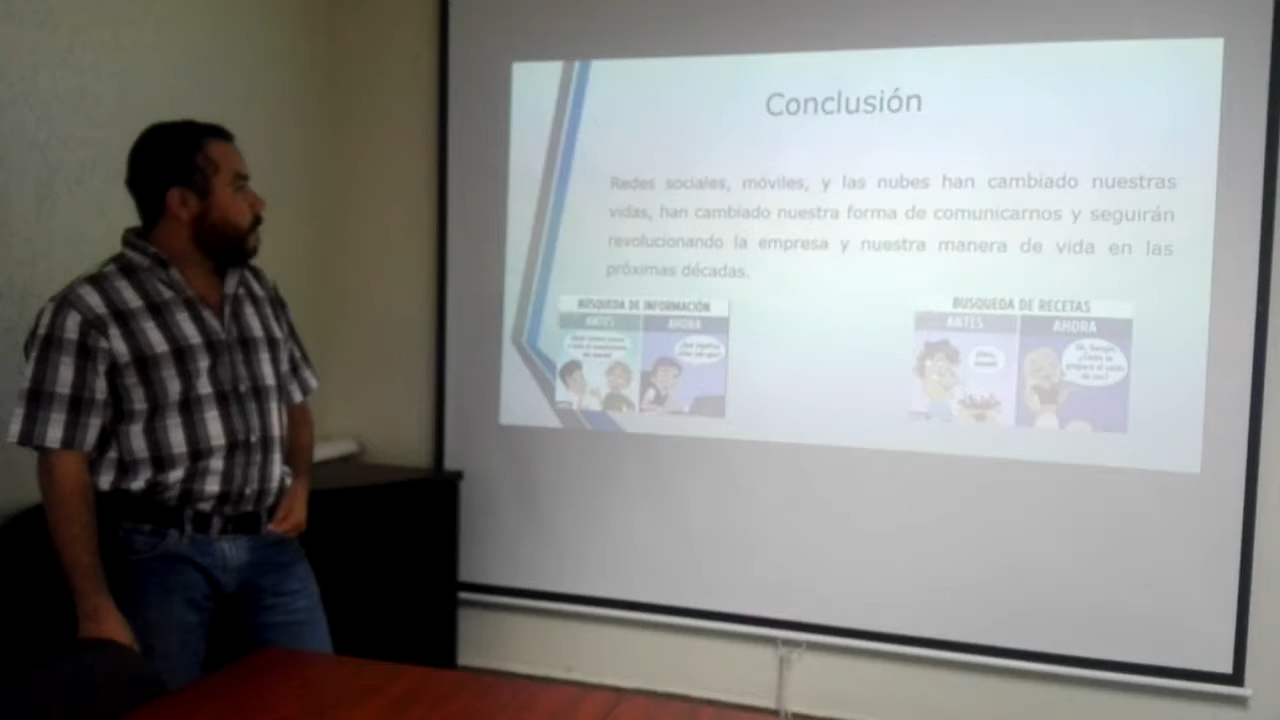 Conclusión
Redes sociales, móviles, y las nubes han cambiado nuestras
vidas, han cambiado nuestra forma de comunicarnos y seguirán
revolucionando la empresa y nuestra manera de vida en las
próximas décadas.
BÚSQUEDA DE INFORMACIÓN
ANTES
AHORA
BUSQUEDA DE RECETAS
ANTES
AHORA